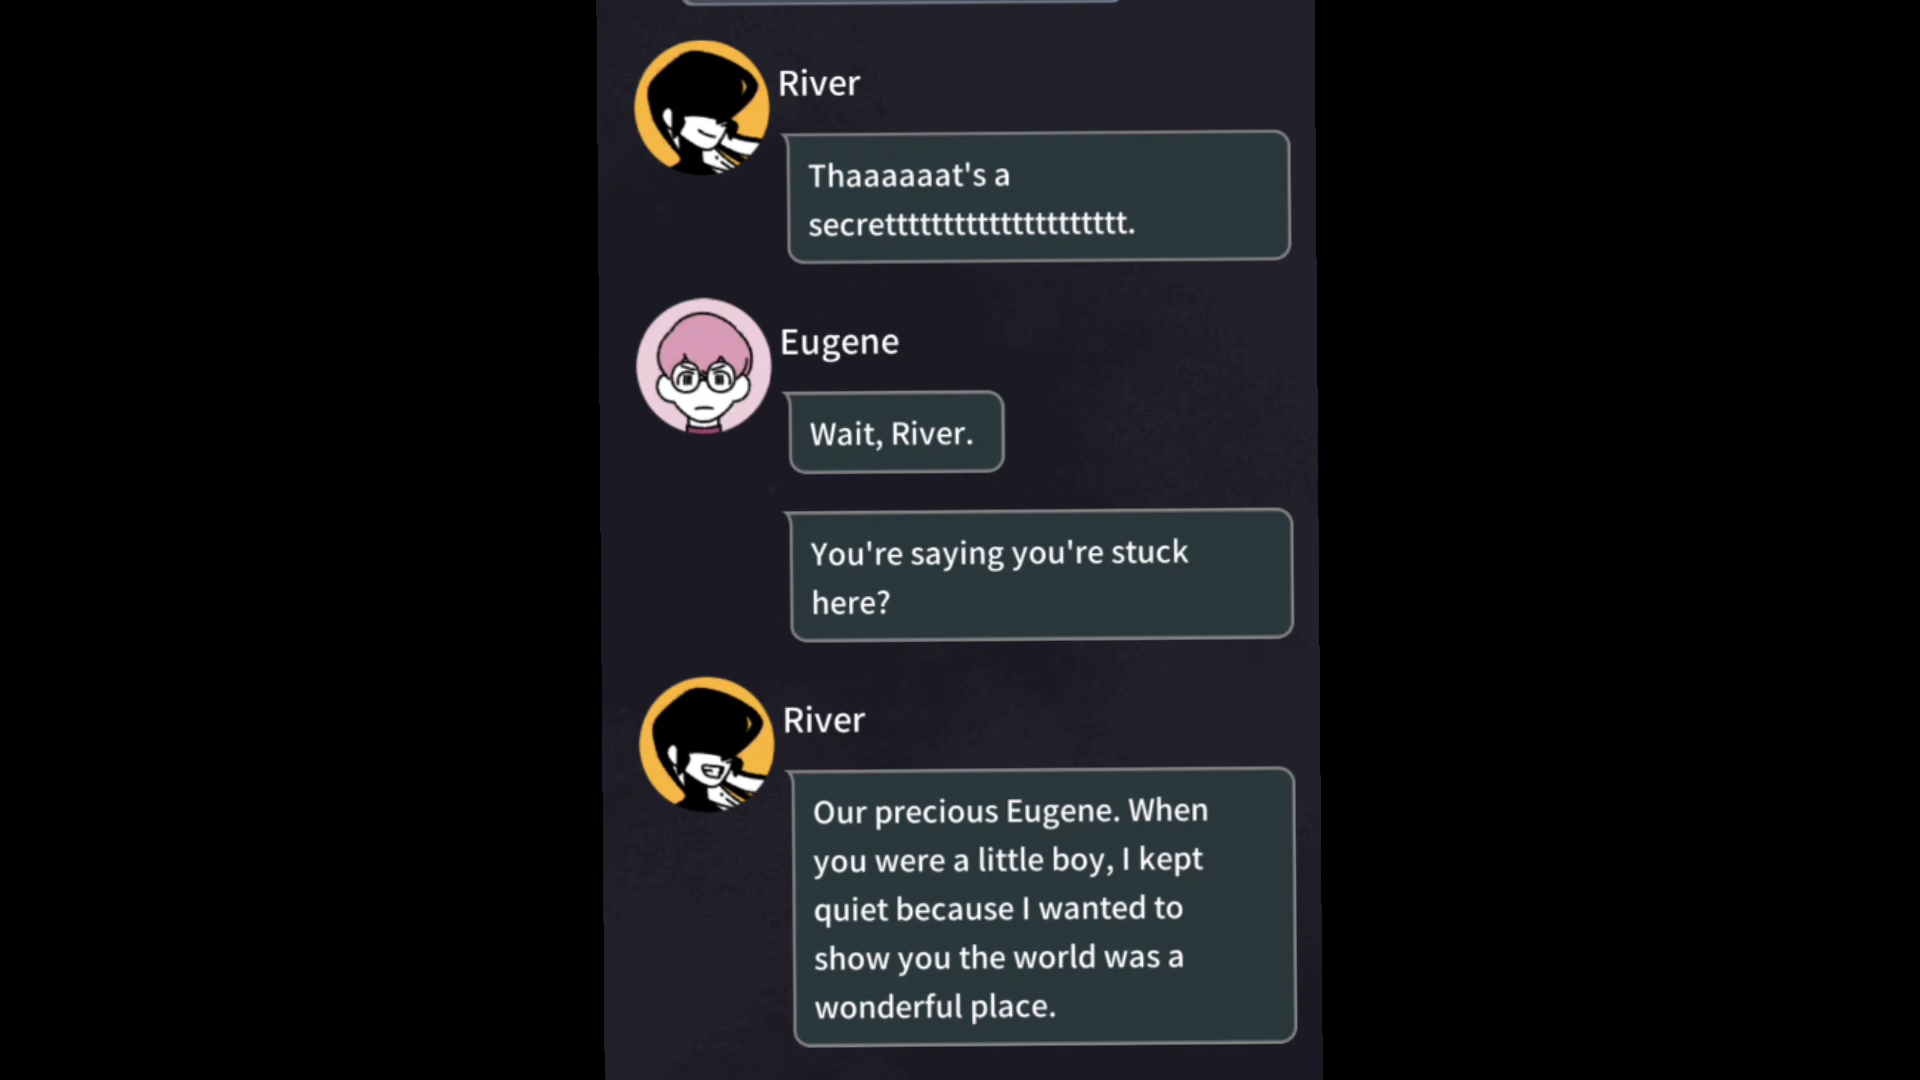 River
Thaaaaaat's a
secretttttttttttttttttttttt.
Eugene
Wait, River.
You're saying you're stuck
here?
River
Our precious Eugene. When
you were a little boy, I kept
quiet because I wanted to
show you the world was a
wonderful place.